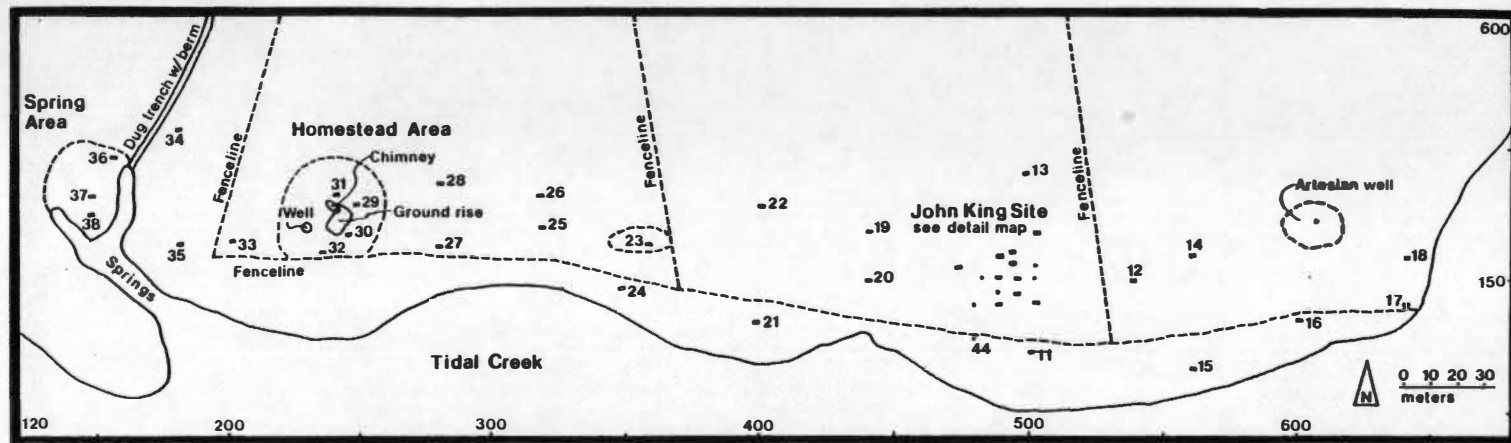 600
Spring
Area
Dug trench w/berm
34
36
37
38
35
Springs
Fenceline
33
Homestead Area
Chimney
31
29
Ground rise
Well
30
32
Fenceline
28
27
26
25
Fenceline
23
24
22
21
19
20
13
John King Site
see detail map
44
11
Fenceline
12
14
15
Artesian well
16
17
18
150
Tidal Creek
N
0 10 20 30
meters
120
200
300
400
500
600